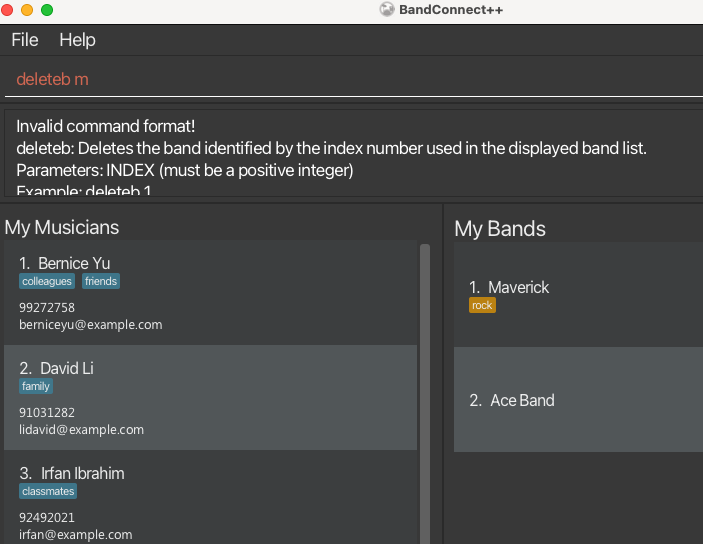 BandConnect++
File Help
deleteb m
Invalid command format!
deleteb: Deletes the band identified by the index number used in the displayed band list.
Parameters: INDEX (must be a positive integer)
Example: deleteb 1
My Musicians
1. Bernice Yu
colleagues friends
99272758
berniceyu@example.com
2. David Li
family
91031282
lidavid@example.com
3. Irfan Ibrahim
classmates
92492021
irfan@example.com
My Bands
1. Maverick
rock
2. Ace Band